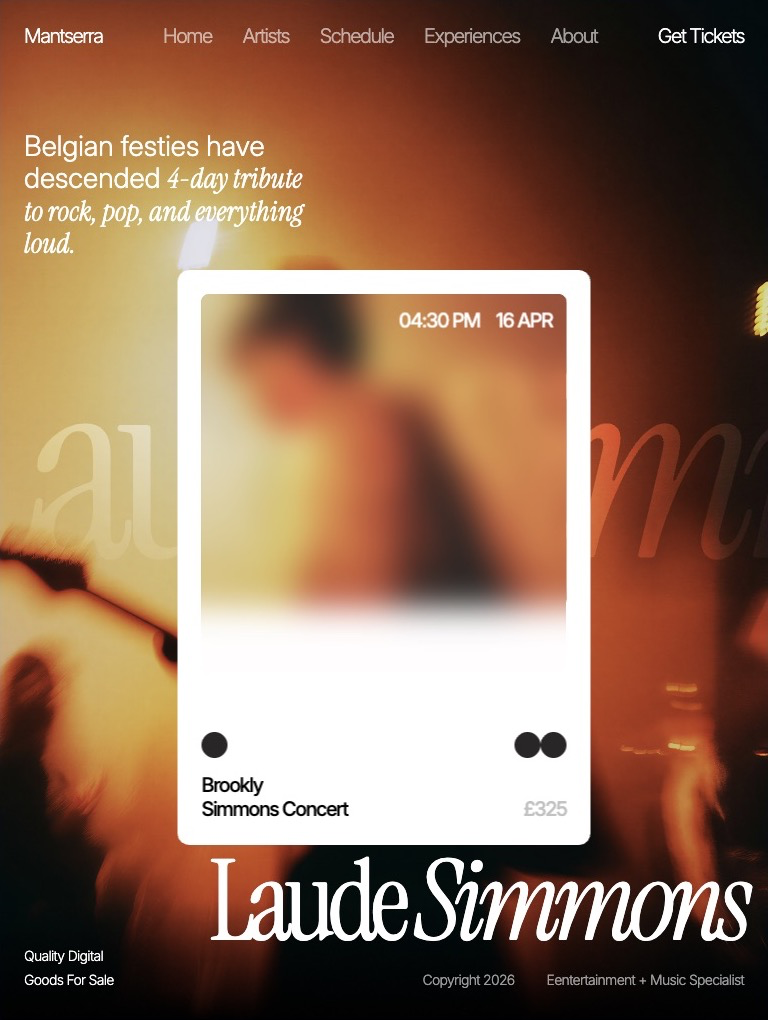 Mantserra Home Artists Schedule Experiences About Get Tickets
Belgian festies have
descended 4-day tribute
to rock, pop, and everything
loud.
04:30 PM 16 APR
au mm
Brookly
Simmons Concert £325
Laude Simmons
Quality Digital
Goods For Sale
Copyright 2026 Eentertainment + Music Specialist